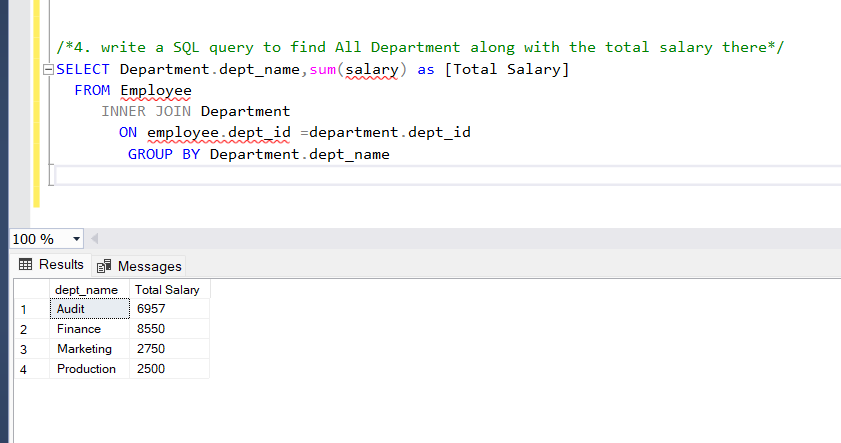 /*4. write a SQL query to find All Department along with the total salary there*/
SELECT Department.dept_name,sum(salary) as [Total Salary]
FROM Employee
INNER JOIN Department
ON employee.dept_id =department.dept_id
GROUP BY Department.dept_name
100 %
Results Messages
dept_name Total Salary
1 Audit 6957
2 Finance 8550
3 Marketing 2750
4 Production 2500